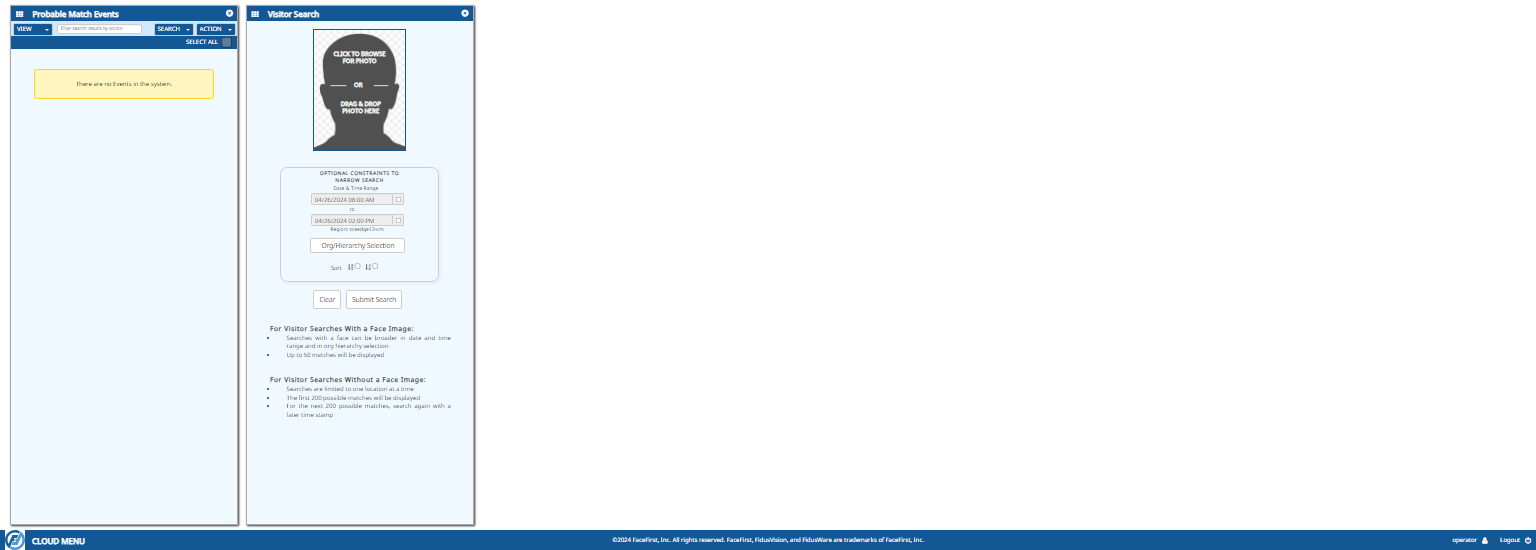 Probable Match Events
VIEW
Filter search results by action
SEARCH
ACTION
SELECT ALL
There are no Events in the system.
Visitor Search
CLICK TO BROWSE
FOR PHOTO
OR
DRAG & DROP
PHOTO HERE
OPTIONAL CONSTRAINTS TO
NARROW SEARCH
Date & Time Range
04/26/2024 08:00 AM
to
04/26/2024 02:00 PM
Region: sceedge13-vm
Org/Hierarchy Selection
Sort
Clear
Submit Search
For Visitor Searches With a Face Image:
• Searches with a face can be broader in date and time
range and in org hierarchy selection
• Up to 50 matches will be displayed
For Visitor Searches Without a Face Image:
• Searches are limited to one location at a time
• The first 200 possible matches will be displayed
• For the next 200 possible matches, search again with a
later time stamp
CLOUD MENU
©2024 FaceFirst, Inc. All rights reserved. FaceFirst, FidusVision, and FidusWare are trademarks of FaceFirst, Inc.
operator
Logout